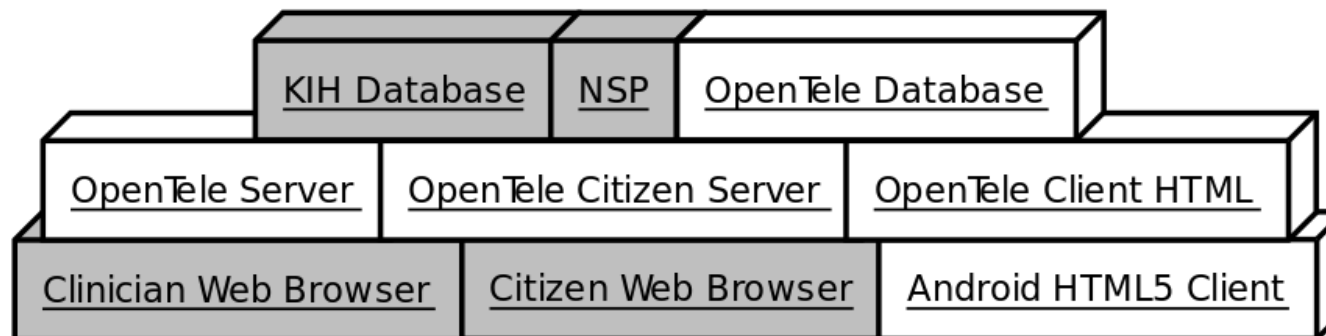 KIH Database NSP OpenTele Database
OpenTele Server OpenTele Citizen Server OpenTele Client HTML
Clinician Web Browser Citizen Web Browser Android HTML5 Client